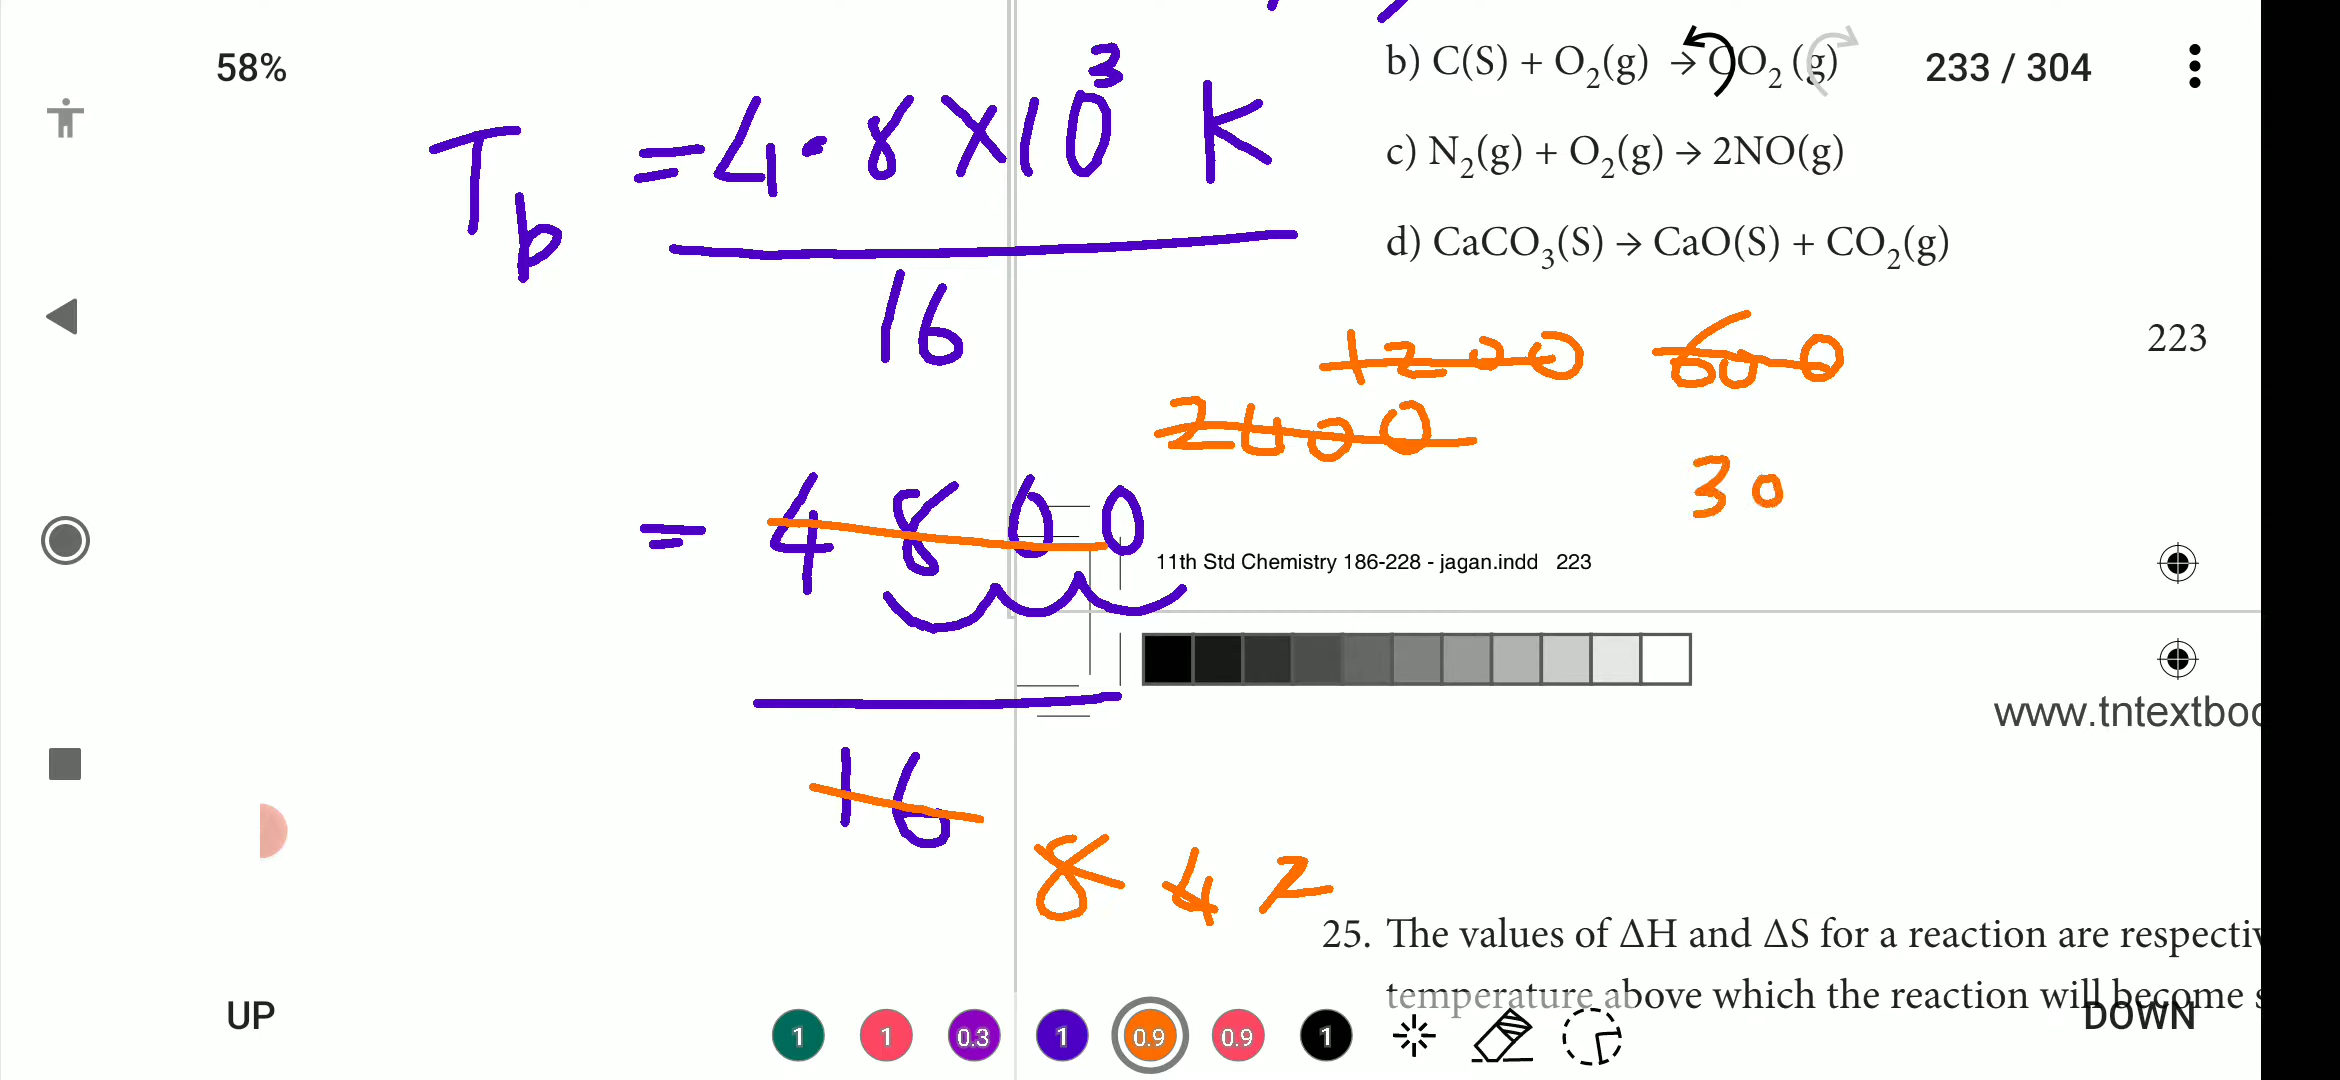 58%
b) C(S) + O₂(g) → CO₂ (g)
233 / 304
T_b = 4.8 × 10³ K
16
c) N₂(g) + O₂(g) → 2NO(g)
d) CaCO₃(S) → CaO(S) + CO₂(g)
223
1200 600
2400
30
= 4800
11th Std Chemistry 186-228 - jagan.indd 223
www.tntextboo
16
8 4 2
25. The values of ΔH and ΔS for a reaction are respectiv
temperature above which the reaction will become s
UP
DOWN
1 1 0.3 1 0.9 0.9 1